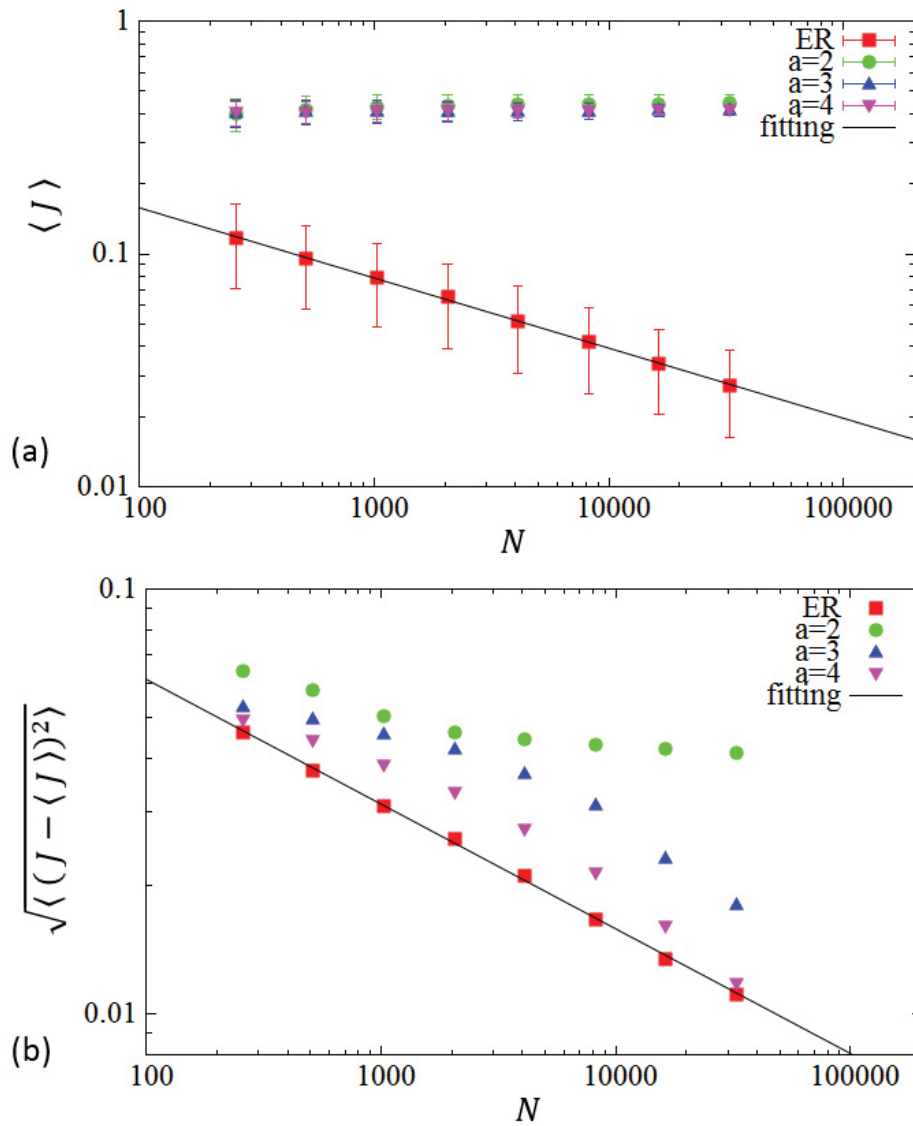 1
ER
a=2
a=3
a=4
fitting
⟨ J ⟩
0.1
(a)
0.01
100 1000 10000 100000
N
0.1
ER
a=2
a=3
a=4
fitting
√⟨ (J − ⟨ J ⟩)² ⟩
0.01
(b)
100 1000 10000 100000
N